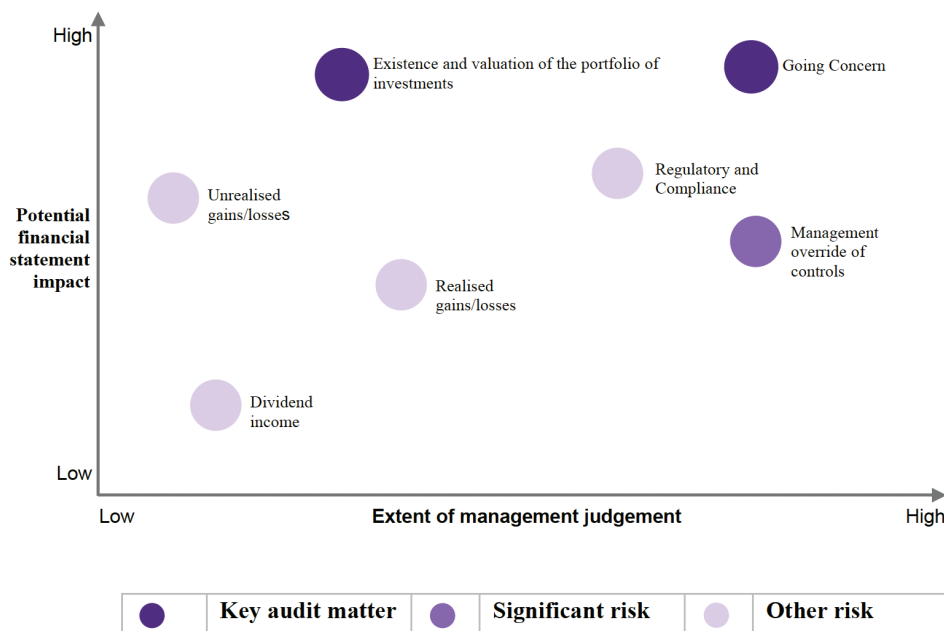 High
Existence and valuation of the portfolio of
investments
Going Concern
Regulatory and
Compliance
Unrealised
gains/losses
Potential
financial
statement
impact
Management
override of
controls
Realised
gains/losses
Dividend
income
Low
Low
Extent of management judgement
High
Key audit matter
Significant risk
Other risk